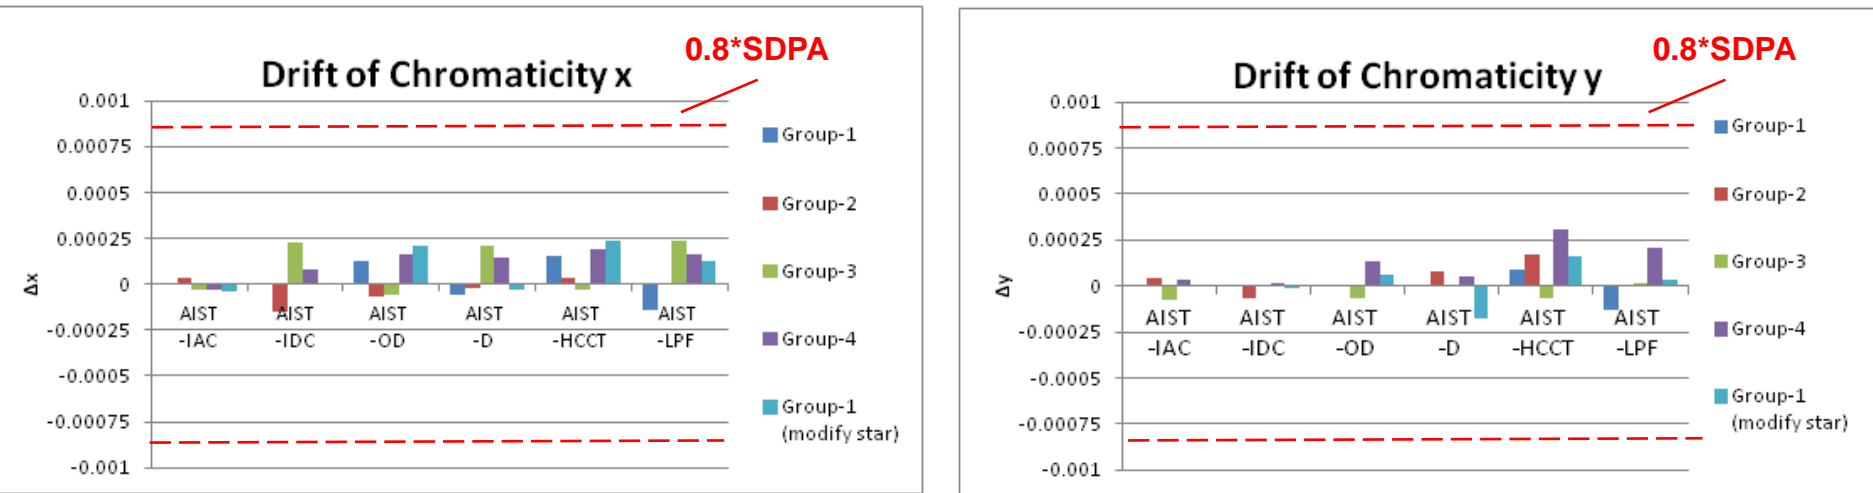 0.8*SDPA
Drift of Chromaticity x
0.001
0.00075
0.0005
0.00025
0
-0.00025
-0.0005
-0.00075
-0.001
Δx
AIST
-IAC
AIST
-IDC
AIST
-OD
AIST
-D
AIST
-HCCT
AIST
-LPF
Group-1
Group-2
Group-3
Group-4
Group-1
(modify star)
0.8*SDPA
Drift of Chromaticity y
0.001
0.00075
0.0005
0.00025
0
-0.00025
-0.0005
-0.00075
-0.001
Δy
AIST
-IAC
AIST
-IDC
AIST
-OD
AIST
-D
AIST
-HCCT
AIST
-LPF
Group-1
Group-2
Group-3
Group-4
Group-1
(modify star)